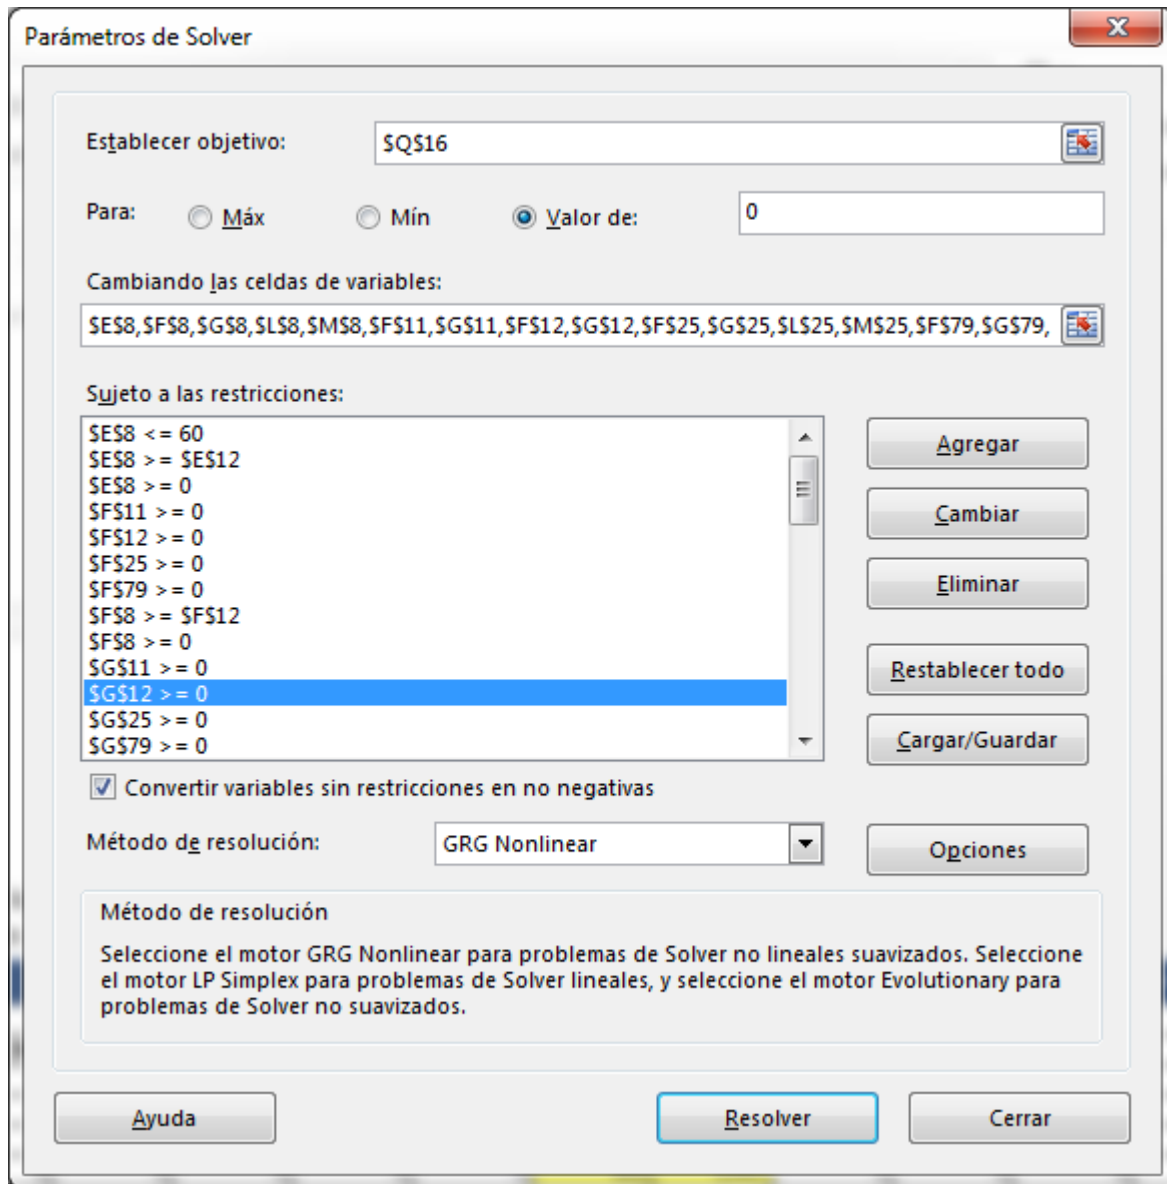 Parámetros de Solver
Establecer objetivo: $Q$16
Para: Máx Mín Valor de: 0
Cambiando las celdas de variables:
$E$8,$F$8,$G$8,$L$8,$M$8,$F$11,$G$11,$F$12,$G$12,$F$25,$G$25,$L$25,$M$25,$F$79,$G$79,
Sujeto a las restricciones:
$E$8 <= 60
$E$8 >= $E$12
$E$8 >= 0
$F$11 >= 0
$F$12 >= 0
$F$25 >= 0
$F$79 >= 0
$F$8 >= $F$12
$F$8 >= 0
$G$11 >= 0
$G$12 >= 0
$G$25 >= 0
$G$79 >= 0
Agregar
Cambiar
Eliminar
Restablecer todo
Cargar/Guardar
Convertir variables sin restricciones en no negativas
Método de resolución: GRG Nonlinear Opciones
Método de resolución
Seleccione el motor GRG Nonlinear para problemas de Solver no lineales suavizados. Seleccione
el motor LP Simplex para problemas de Solver lineales, y seleccione el motor Evolutionary para
problemas de Solver no suavizados.
Ayuda Resolver Cerrar